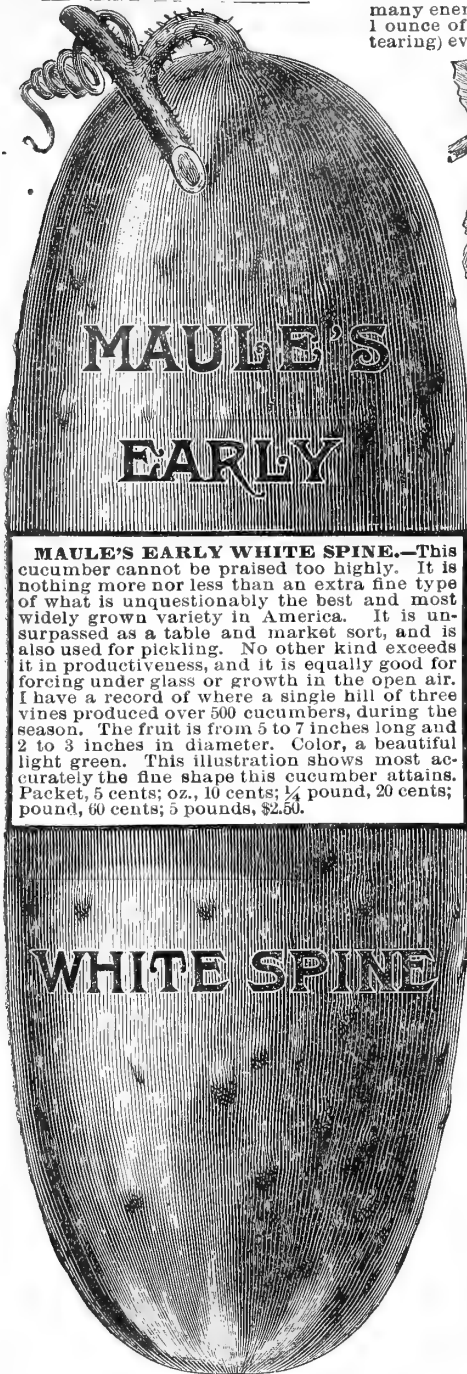 many ener
1 ounce of
tearing) ev
MAULE'S
EARLY
MAULE'S EARLY WHITE SPINE.—This
cucumber cannot be praised too highly. It is
nothing more nor less than an extra fine type
of what is unquestionably the best and most
widely grown variety in America. It is un-
surpassed as a table and market sort, and is
also used for pickling. No other kind exceeds
it in productiveness, and it is equally good for
forcing under glass or growth in the open air.
I have a record of where a single hill of three
vines produced over 500 cucumbers, during the
season. The fruit is from 5 to 7 inches long and
2 to 3 inches in diameter. Color, a beautiful
light green. This illustration shows most ac-
curately the fine shape this cucumber attains.
Packet, 5 cents; oz., 10 cents; ¼ pound, 20 cents;
pound, 60 cents; 5 pounds, $2.50.
WHITE SPINE